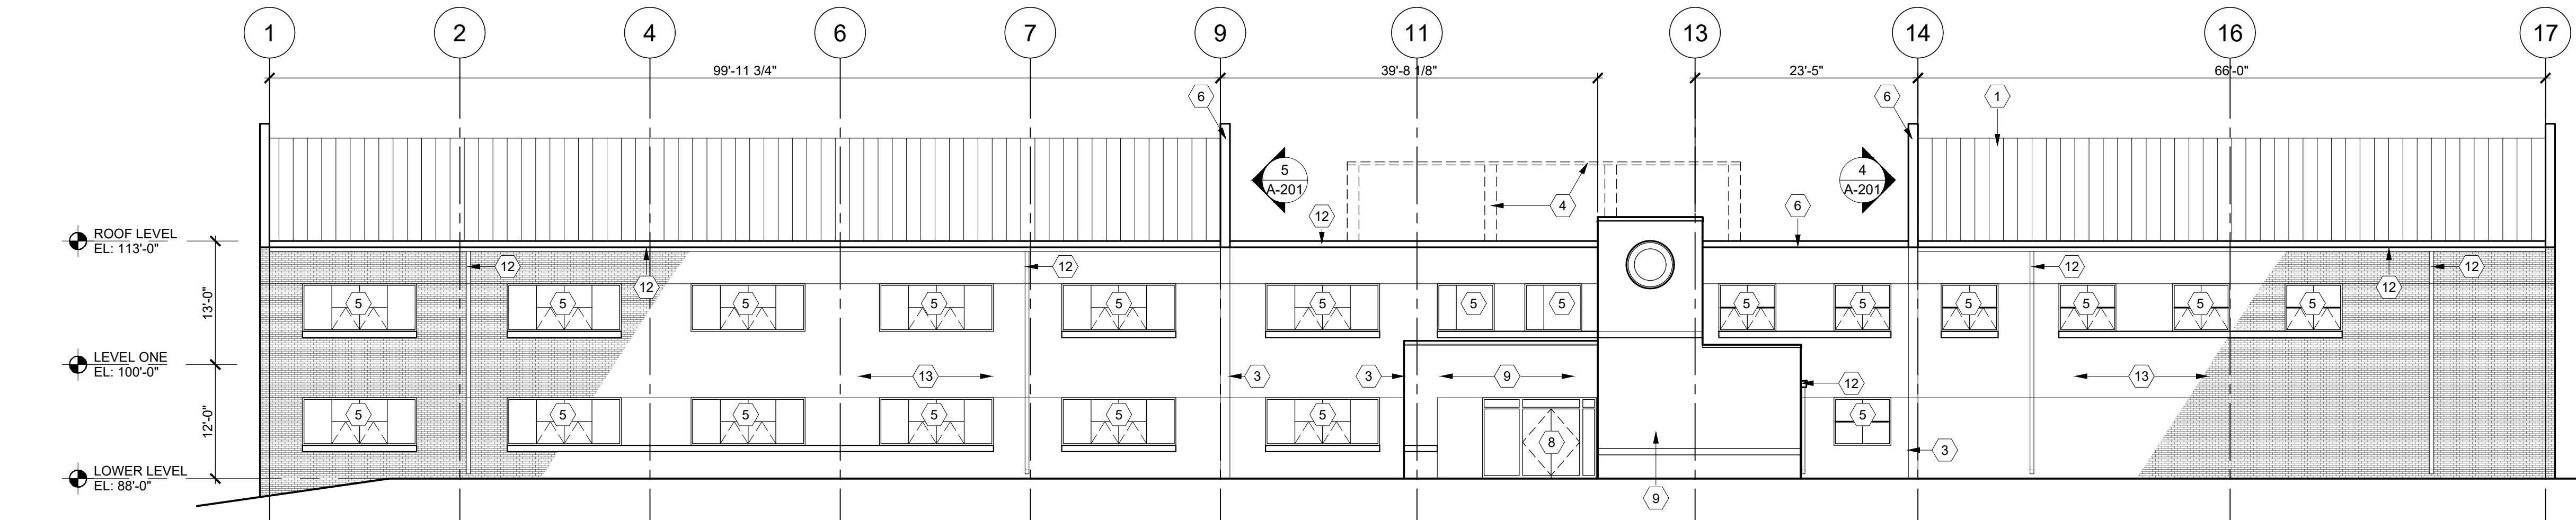 1 2 4 6 7 9 11 13 14 16 17
99'-11 3/4" 39'-8 1/8" 23'-5" 66'-0"
6 6 1
5 4
A-201 A-201
4
12 6
ROOF LEVEL
EL: 113'-0"
12 12 12 12
12 12
13'-0"
5 5 5 5 5 5 5 5 5 5 5 5 5 5
LEVEL ONE
EL: 100'-0"
13 3 3 9 12 13
12'-0"
5 5 5 5 5 5 5
8
3
LOWER LEVEL
EL: 88'-0"
9